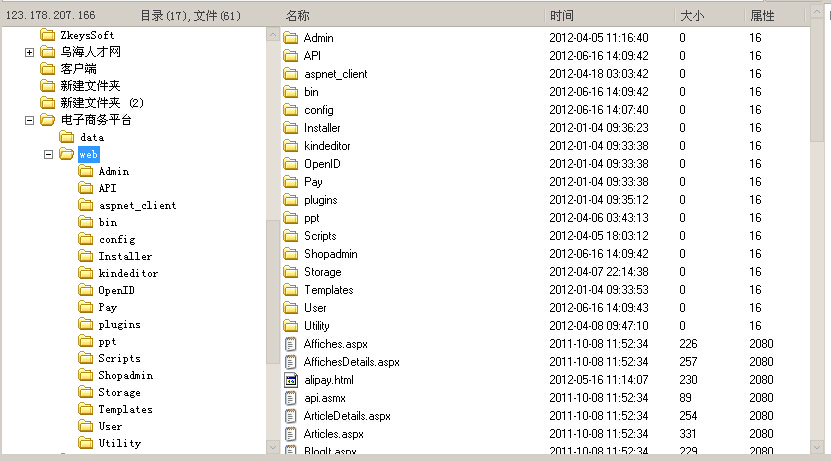 123.178.207.166 目录(17),文件(61) 名称 时间 大小 属性
ZkeysSoft
乌海人才网
客户端
新建文件夹
新建文件夹 (2)
电子商务平台
data
web
Admin
API
aspnet_client
bin
config
Installer
kindeditor
OpenID
Pay
plugins
ppt
Scripts
Shopadmin
Storage
Templates
User
Utility
Admin 2012-04-05 11:16:40 0 16
API 2012-06-16 14:09:42 0 16
aspnet_client 2012-04-18 03:03:42 0 16
bin 2012-06-16 14:09:42 0 16
config 2012-06-16 14:07:40 0 16
Installer 2012-01-04 09:36:23 0 16
kindeditor 2012-01-04 09:33:38 0 16
OpenID 2012-01-04 09:33:38 0 16
Pay 2012-01-04 09:33:38 0 16
plugins 2012-01-04 09:35:12 0 16
ppt 2012-04-06 03:43:13 0 16
Scripts 2012-04-05 18:03:12 0 16
Shopadmin 2012-06-16 14:09:42 0 16
Storage 2012-04-07 22:14:38 0 16
Templates 2012-01-04 09:33:53 0 16
User 2012-06-16 14:09:43 0 16
Utility 2012-04-08 09:47:10 0 16
Affiches.aspx 2011-10-08 11:52:34 226 2080
AffichesDetails.aspx 2011-10-08 11:52:34 257 2080
alipay.html 2012-05-16 11:14:07 230 2080
api.asmx 2011-10-08 11:52:34 89 2080
ArticleDetails.aspx 2011-10-08 11:52:34 254 2080
Articles.aspx 2011-10-08 11:52:34 331 2080
BlogIt.aspx 2011-10-08 11:52:34 229 2080